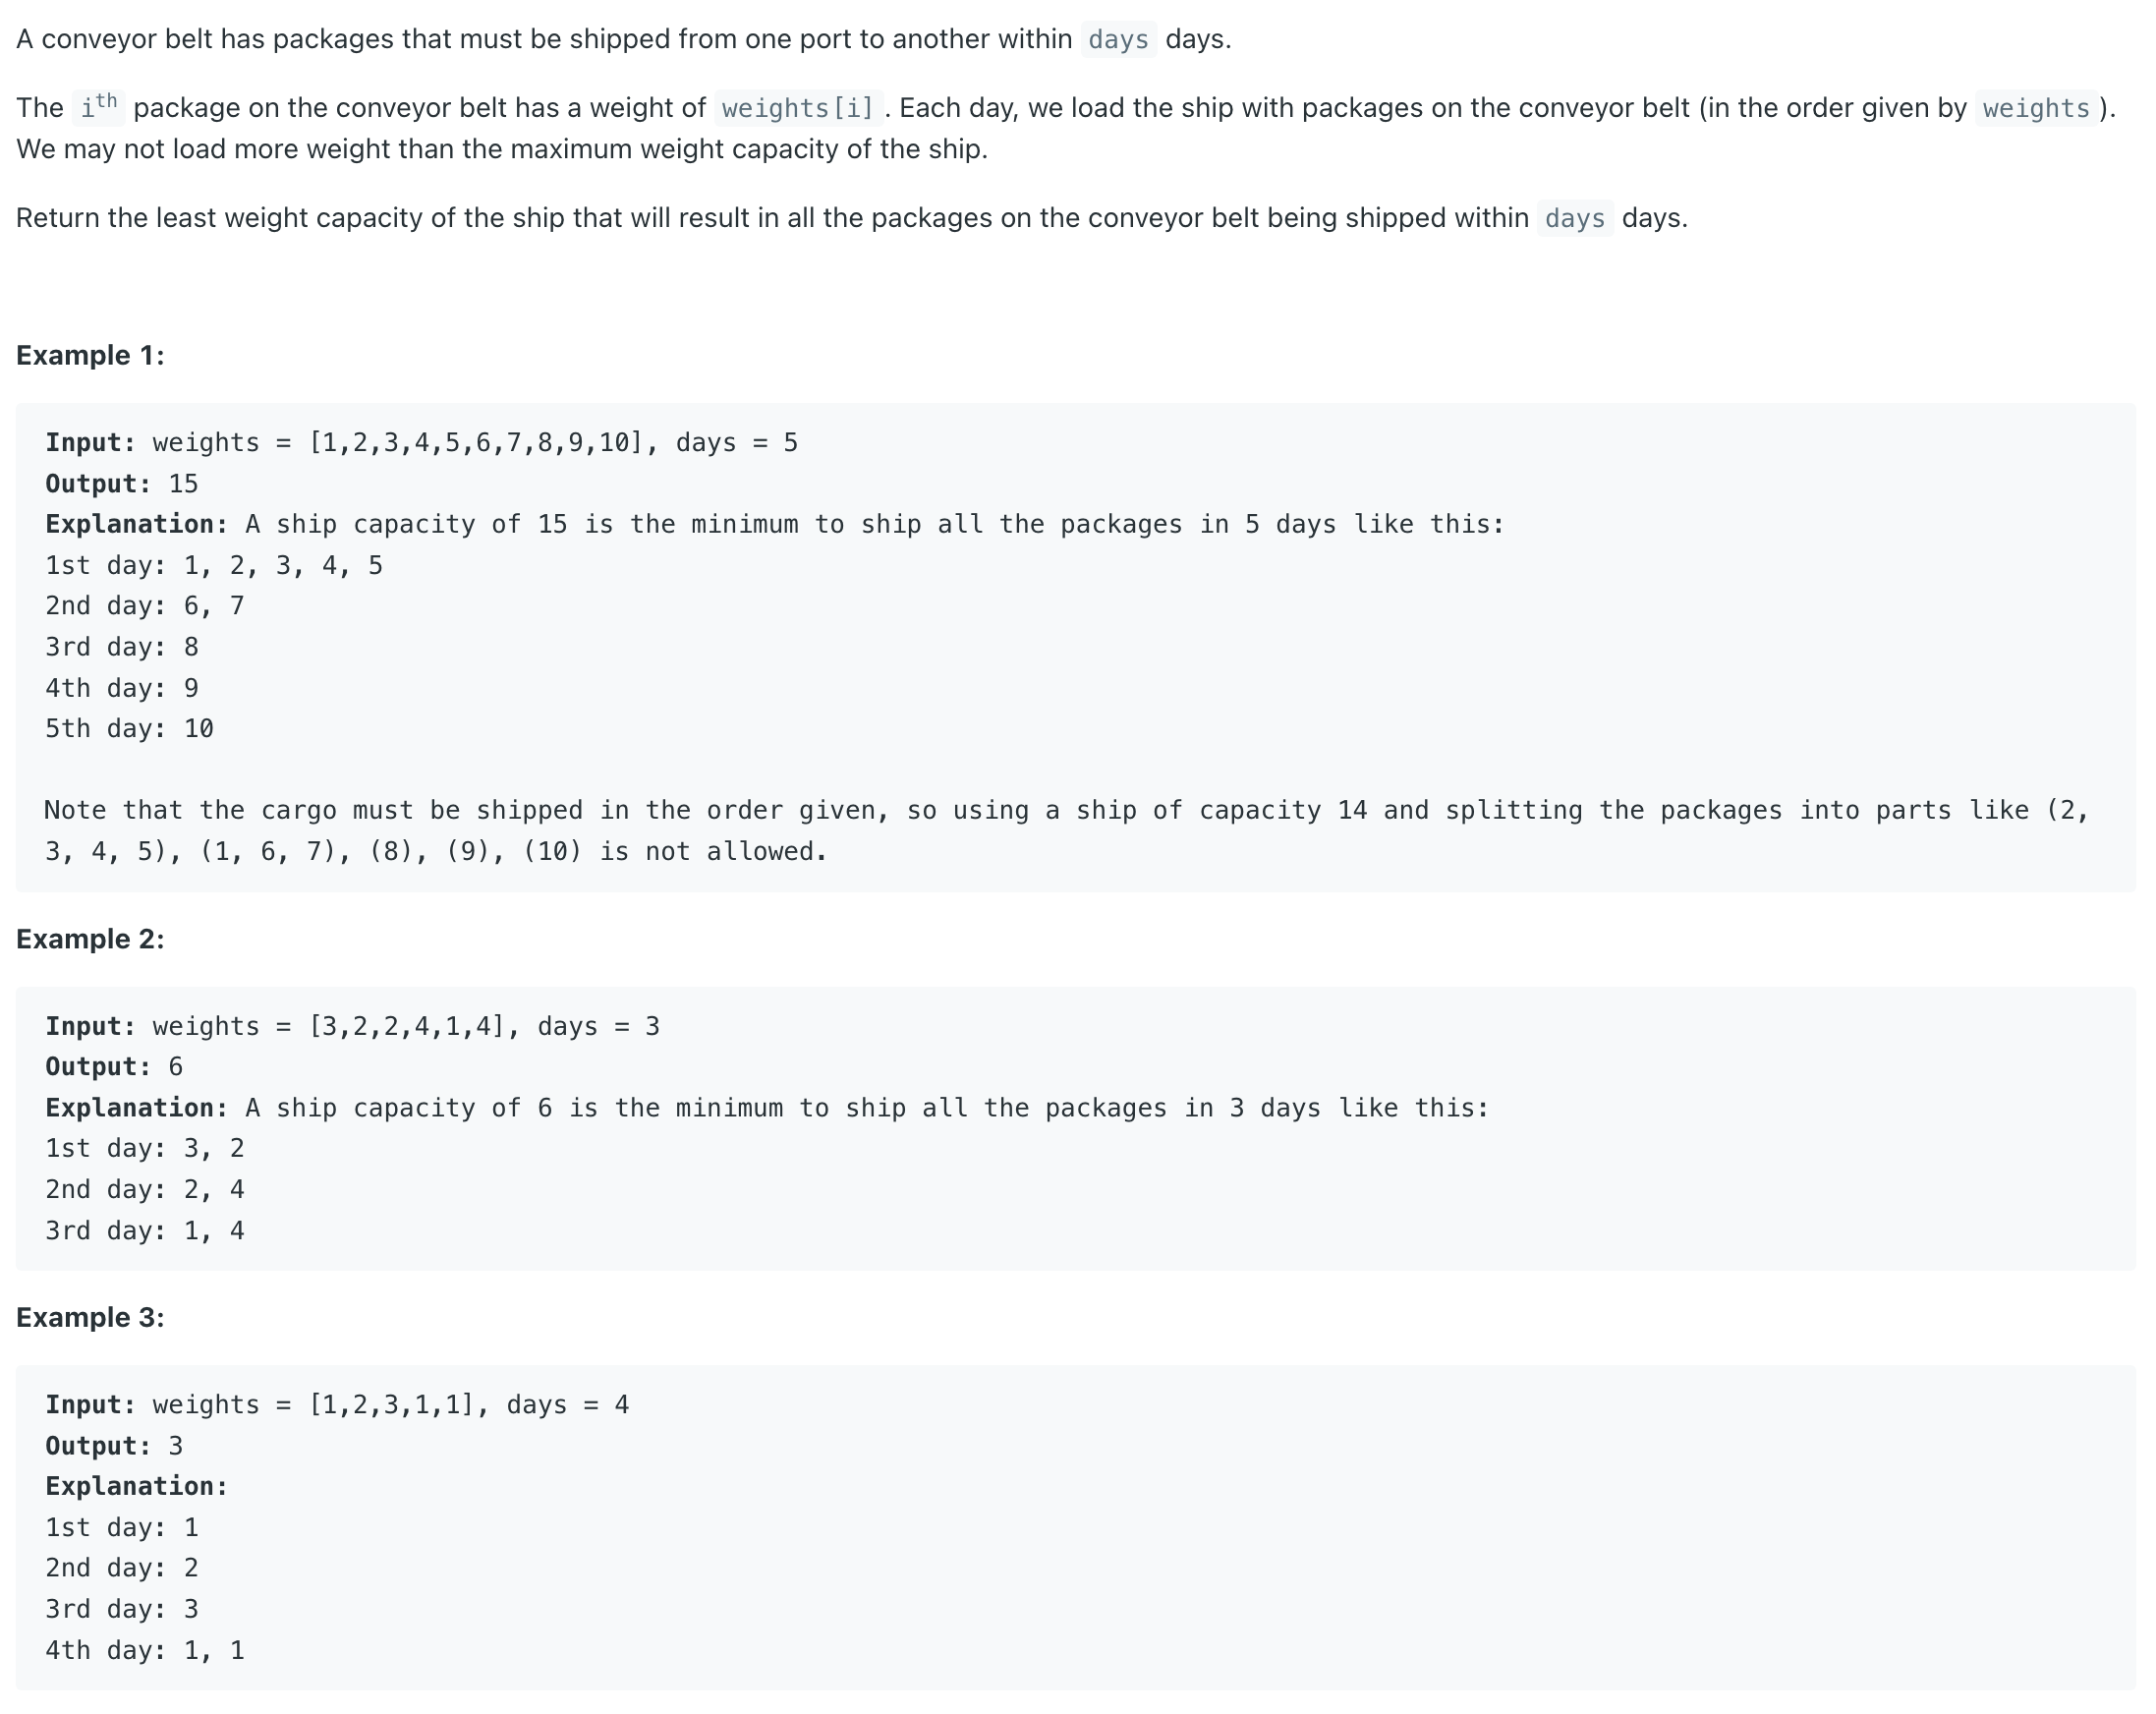 A conveyor belt has packages that must be shipped from one port to another within days days.
The ith package on the conveyor belt has a weight of weights[i]. Each day, we load the ship with packages on the conveyor belt (in the order given by weights).
We may not load more weight than the maximum weight capacity of the ship.
Return the least weight capacity of the ship that will result in all the packages on the conveyor belt being shipped within days days.
Example 1:
Input: weights = [1,2,3,4,5,6,7,8,9,10], days = 5
Output: 15
Explanation: A ship capacity of 15 is the minimum to ship all the packages in 5 days like this:
1st day: 1, 2, 3, 4, 5
2nd day: 6, 7
3rd day: 8
4th day: 9
5th day: 10
Note that the cargo must be shipped in the order given, so using a ship of capacity 14 and splitting the packages into parts like (2,
3, 4, 5), (1, 6, 7), (8), (9), (10) is not allowed.
Example 2:
Input: weights = [3,2,2,4,1,4], days = 3
Output: 6
Explanation: A ship capacity of 6 is the minimum to ship all the packages in 3 days like this:
1st day: 3, 2
2nd day: 2, 4
3rd day: 1, 4
Example 3:
Input: weights = [1,2,3,1,1], days = 4
Output: 3
Explanation:
1st day: 1
2nd day: 2
3rd day: 3
4th day: 1, 1